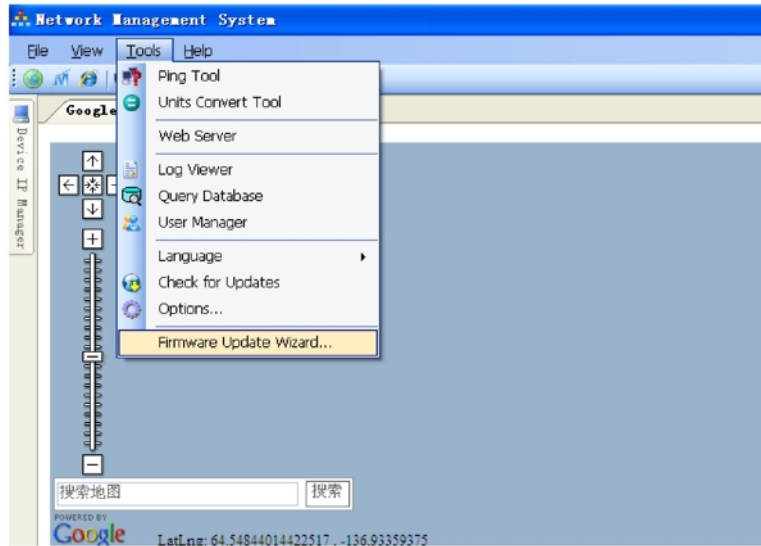 Network Management System
File View Tools Help
Ping Tool
Units Convert Tool
Web Server
Log Viewer
Query Database
User Manager
Language
Check for Updates
Options...
Firmware Update Wizard...
Google
Device IP Manager
搜索地图 搜索
POWERED BY
Google
LatLng: 64.54844014422517 , -136.93359375